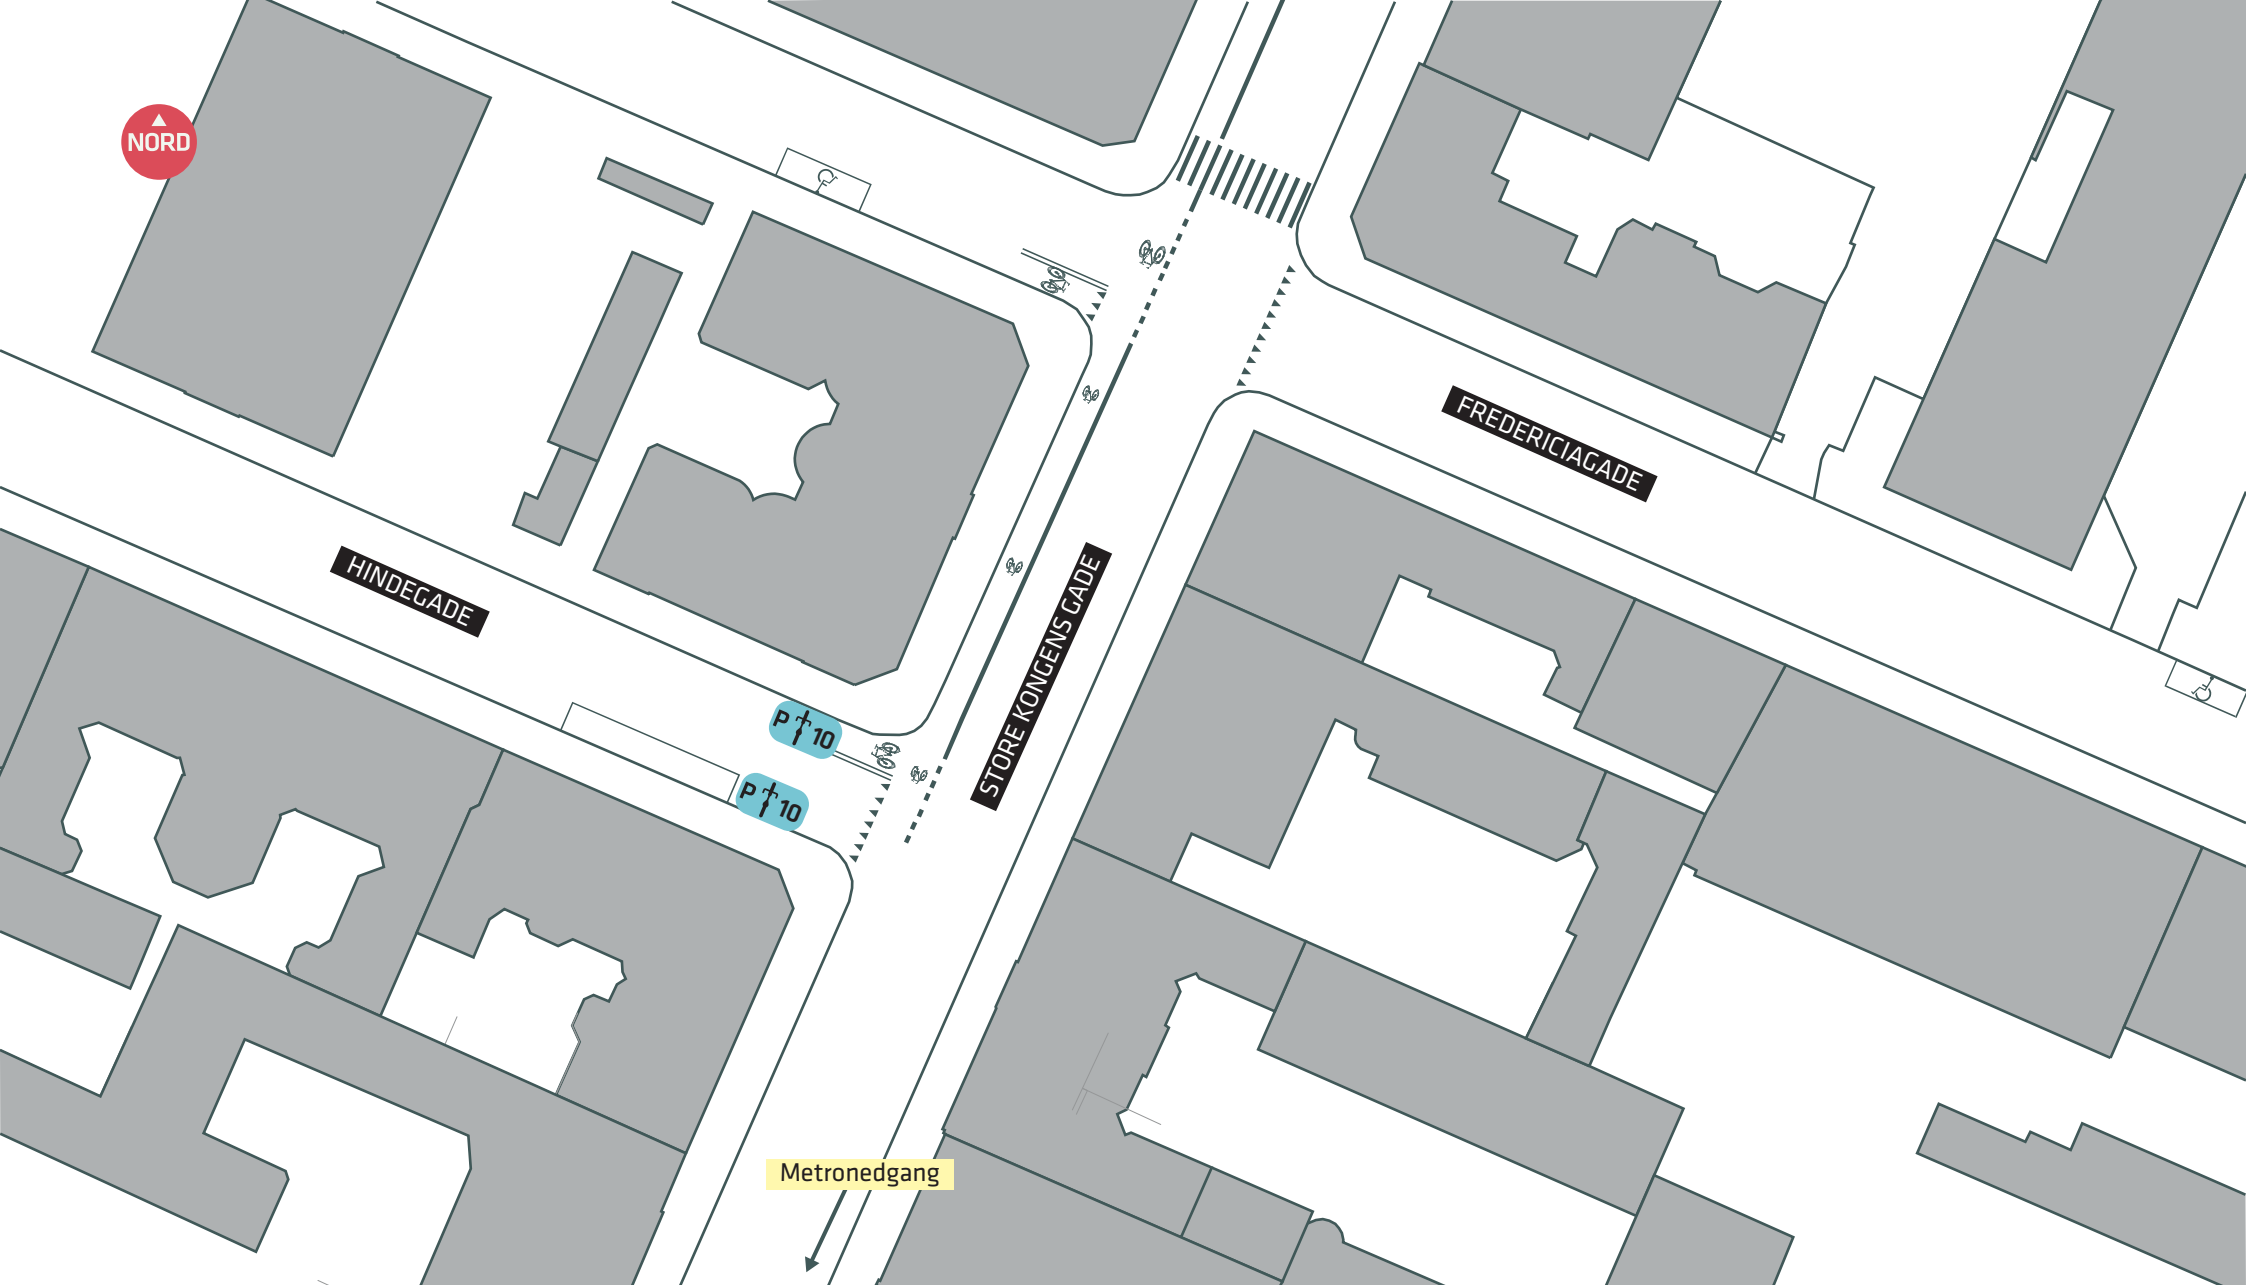 NORD
FREDERICIAGADE
HINDEGADE
STORE KONGENS GADE
P 10
P 10
Metronedgang